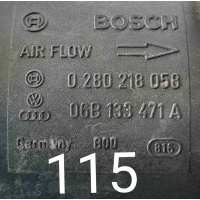 BOSCH
AIR FLOW
0 280 218 058
06B 133 471 A
Germany 800 816
115